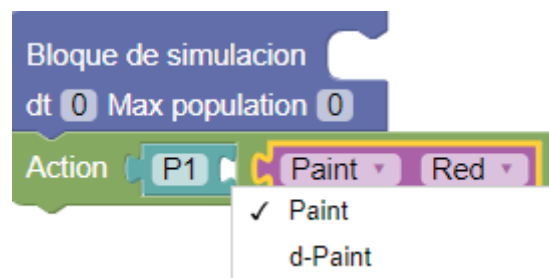 Bloque de simulacion
dt 0 Max population 0
Action P1 Paint Red
Paint
d-Paint